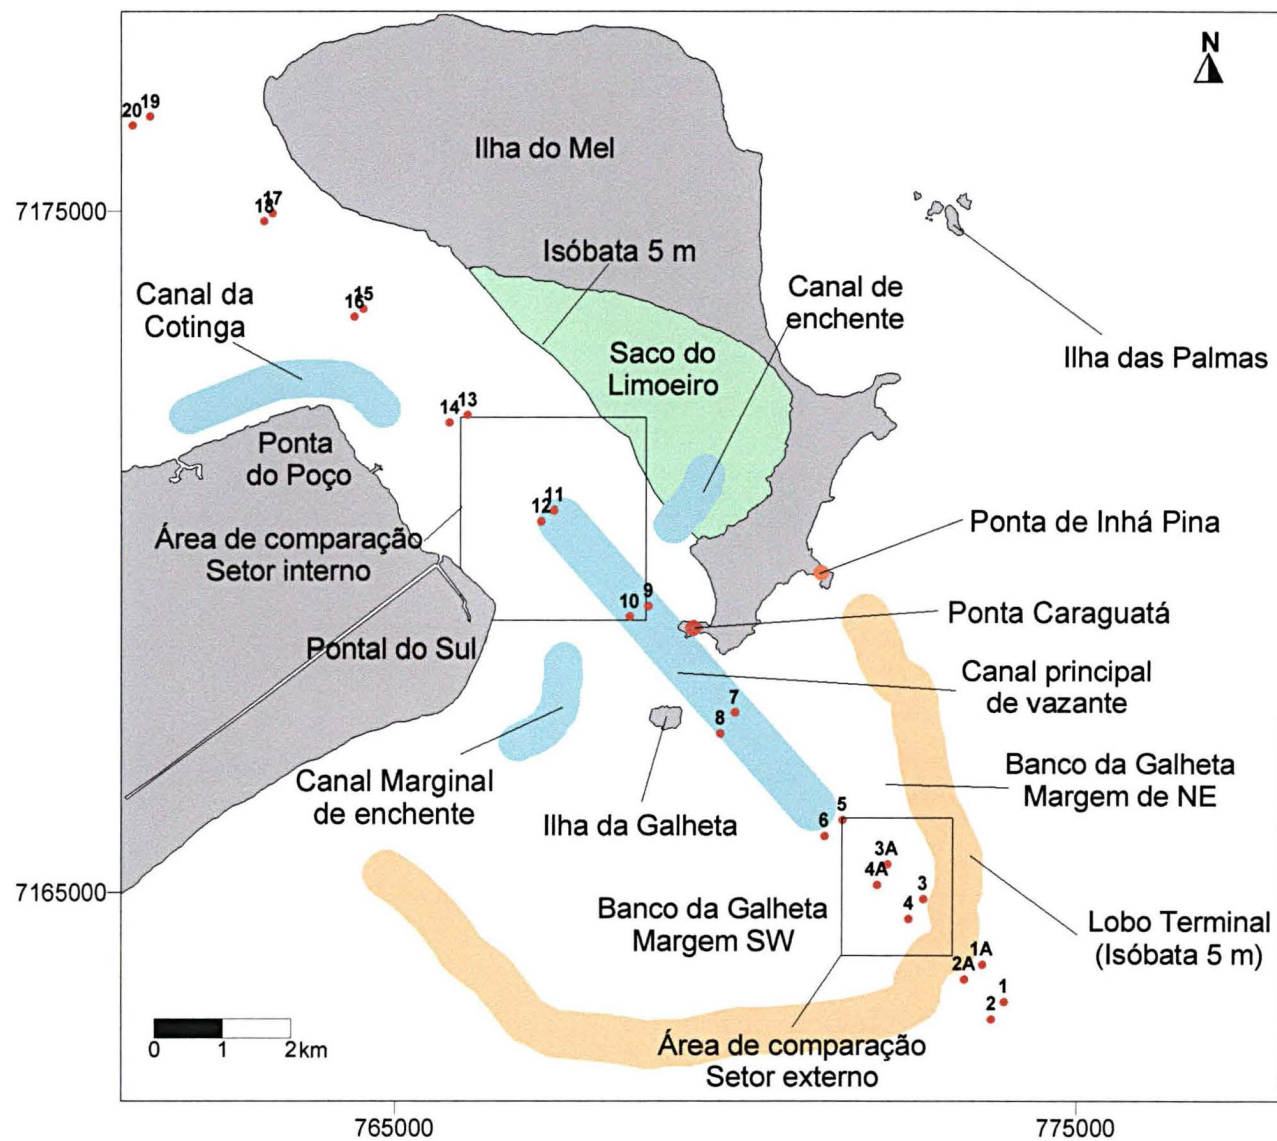 N
20 19
Ilha do Mel
17
18
7175000
Isóbata 5 m
Canal da
Cotinga
15
16
Canal de
enchente
Saco do
Limoeiro
Ilha das Palmas
14 13
Ponta
do Poço
11
12
Ponta de Inhá Pina
Área de comparação
Setor interno
9
10
Ponta Caraguatá
Pontal do Sul
Canal principal
de vazante
7
8
Canal Marginal
de enchente
Banco da Galheta
Margem de NE
Ilha da Galheta
5
6
3A
4A
3
4
7165000
Banco da Galheta
Margem SW
Lobo Terminal
(Isóbata 5 m)
1A
2A
1
2
0 1 2 km
Área de comparação
Setor externo
765000
775000